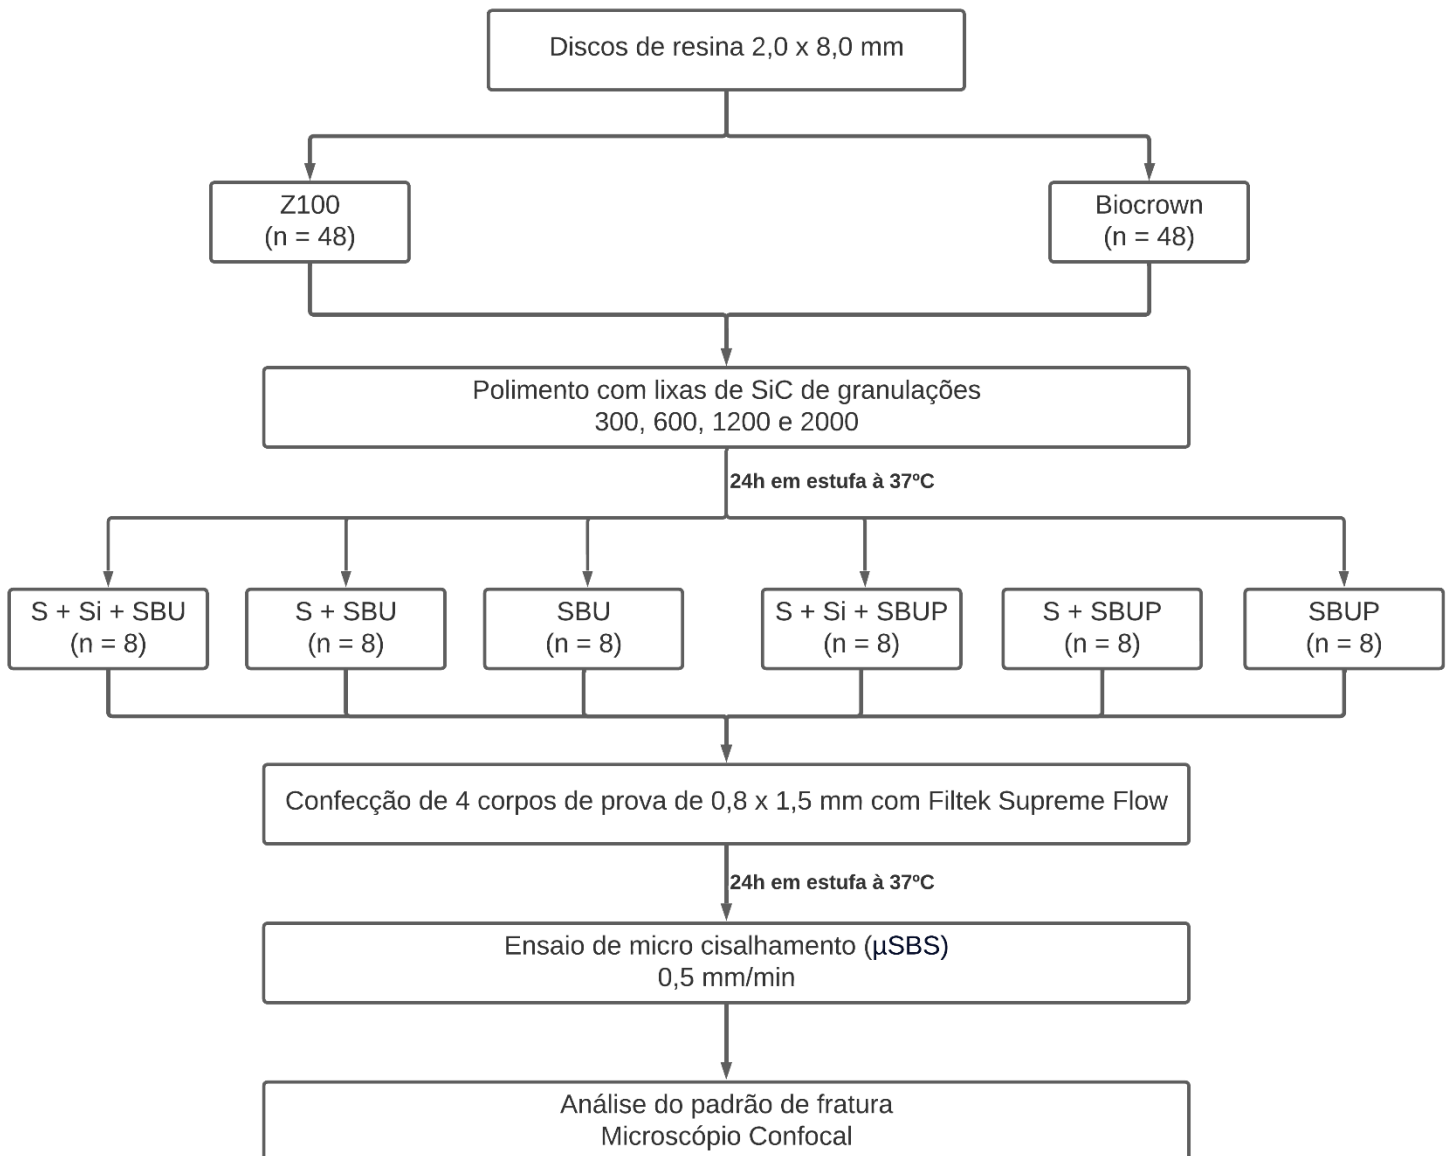 Discos de resina 2,0 x 8,0 mm
Z100
(n = 48)
Biocrown
(n = 48)
Polimento com lixas de SiC de granulações
300, 600, 1200 e 2000
24h em estufa à 37ºC
S + Si + SBU
(n = 8)
S + SBU
(n = 8)
SBU
(n = 8)
S + Si + SBUP
(n = 8)
S + SBUP
(n = 8)
SBUP
(n = 8)
Confecção de 4 corpos de prova de 0,8 x 1,5 mm com Filtek Supreme Flow
24h em estufa à 37ºC
Ensaio de micro cisalhamento (µSBS)
0,5 mm/min
Análise do padrão de fratura
Microscópio Confocal